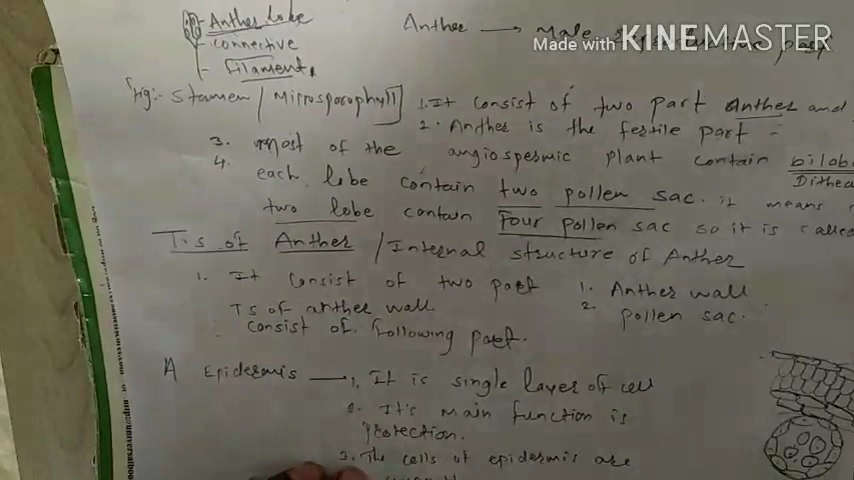 Anther Lobe
connective
filament
Anther → Male
Made with KINEMASTER
Fig:- Stamen / Microsporophyll
1. It consist of two part Anther and
2. Anther is the fertile part
3. most of the angiospermic plant contain bilobe
Dithe
4. each lobe contain two pollen sac. it means
two lobe contain Four pollen sac so it is called
T.S of Anther / Internal structure of Anther
1. It consist of two part 1. Anther wall
2. pollen sac.
T.S of anther wall
consist of following part.
A Epidermis → 1. It is single layer of cell
2. It's main function is
protection.
3. The cells of epidermis are